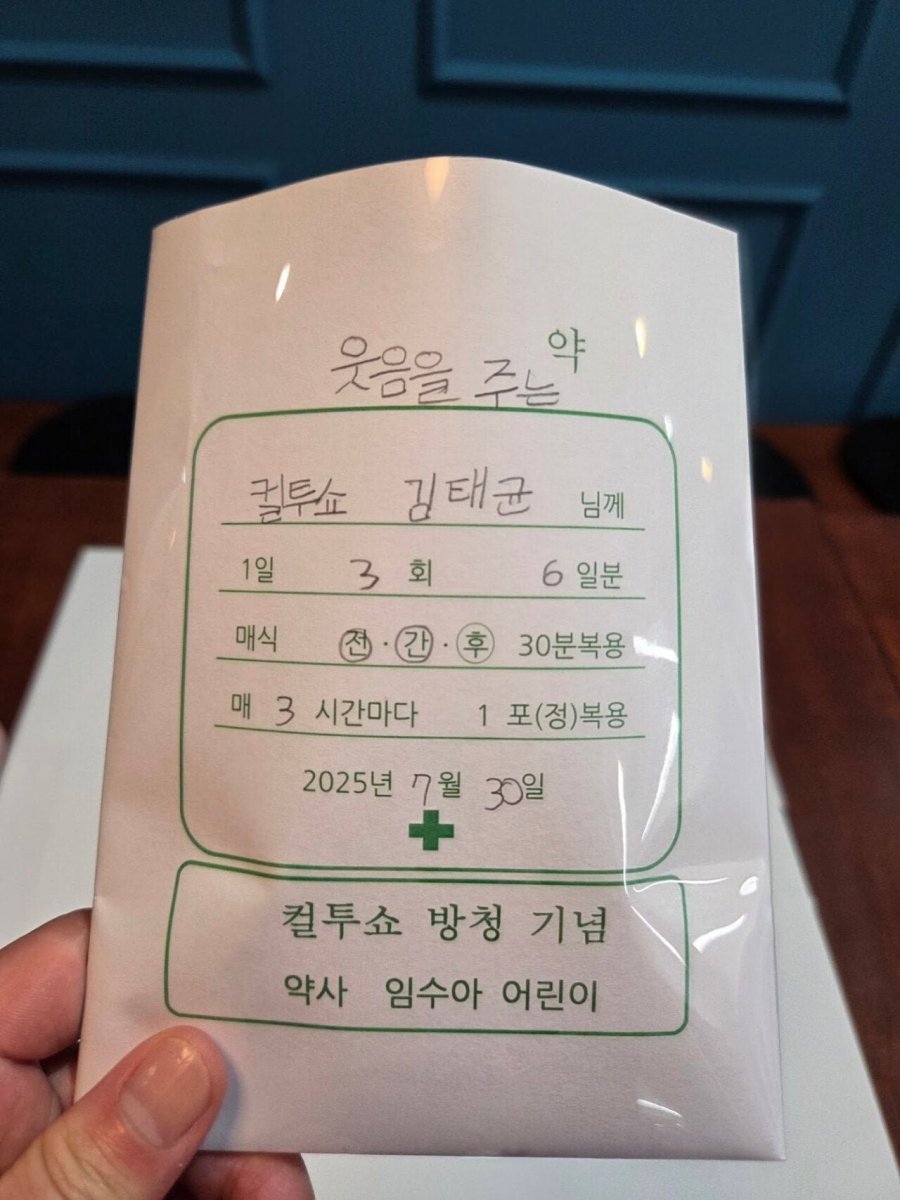 웃음을 주는 약
컬투쇼 김태균 님께
1일 3 회 6 일분
매식 전·간·후 30분복용
매 3 시간마다 1 포(정)복용
2025년 7월 30일
컬투쇼 방청 기념
약사 임수아 어린이